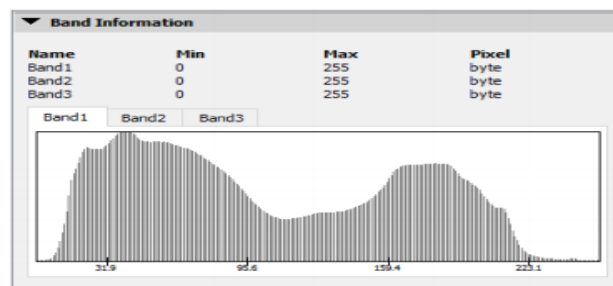 Band Information
Name Min Max Pixel
Band1 0 255 byte
Band2 0 255 byte
Band3 0 255 byte
Band1 Band2 Band3
31.9 95.6 159.4 223.1